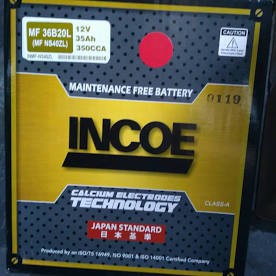 MF 36B20L
(MF NS40ZL)
12V
35Ah
350CCA
CAUTION
MAINTENANCE FREE BATTERY
0119
INCOE
CALCIUM ELECTRODES
TECHNOLOGY
CLASS-A
JAPAN STANDARD
日本基準
Produced by an ISO/TS 16949, ISO 9001 & ISO 14001 Certified Company